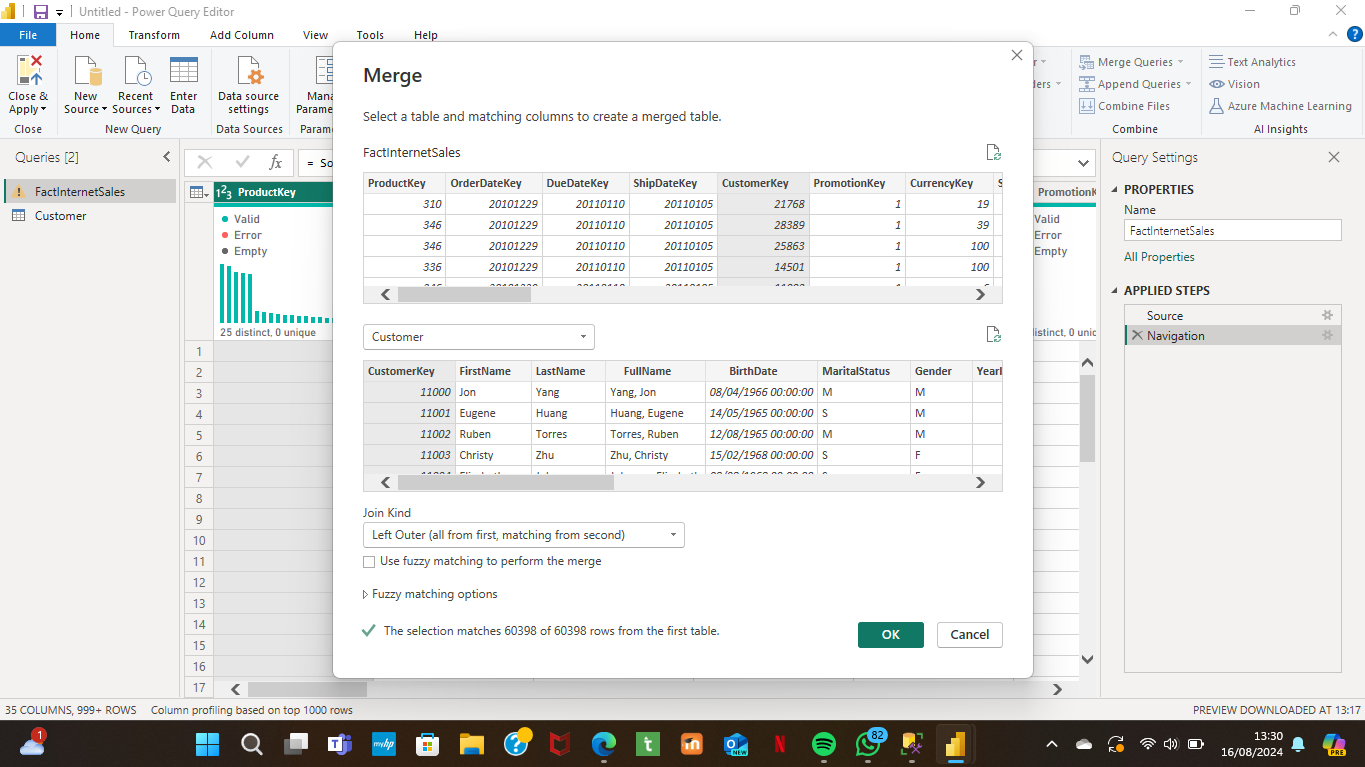 Untitled - Power Query Editor
File Home Transform Add Column View Tools Help
Close & Apply
New Source
Recent Sources
Enter Data
Data source settings
Merge Queries
Append Queries
Combine Files
Text Analytics
Vision
Azure Machine Learning
Close New Query Data Sources Combine AI Insights
Queries [2]
FactInternetSales
Customer
fx
1 2 3 ProductKey
Valid
Error
Empty
25 distinct, 0 unique
1
2
3
4
5
6
7
8
9
10
11
12
13
14
15
16
17
Merge
Select a table and matching columns to create a merged table.
FactInternetSales
ProductKey OrderDateKey DueDateKey ShipDateKey CustomerKey PromotionKey CurrencyKey S
310 20101229 20110110 20110105 21768 1 19
346 20101229 20110110 20110105 28389 1 39
346 20101229 20110110 20110105 25863 1 100
336 20101229 20110110 20110105 14501 1 100
Customer
CustomerKey FirstName LastName FullName BirthDate MaritalStatus Gender
11000 Jon Yang Yang, Jon 08/04/1966 00:00:00 M M
11001 Eugene Huang Huang, Eugene 14/05/1965 00:00:00 S M
11002 Ruben Torres Torres, Ruben 12/08/1965 00:00:00 M M
11003 Christy Zhu Zhu, Christy 15/02/1968 00:00:00 S F
Join Kind
Left Outer (all from first, matching from second)
Use fuzzy matching to perform the merge
Fuzzy matching options
The selection matches 60398 of 60398 rows from the first table.
OK Cancel
Valid
Error
Empty
Query Settings
PROPERTIES
Name
FactInternetSales
All Properties
APPLIED STEPS
Source
Navigation
35 COLUMNS, 999+ ROWS Column profiling based on top 1000 rows PREVIEW DOWNLOADED AT 13:17
1
myhp
82
NEW
PRE
13:30
16/08/2024